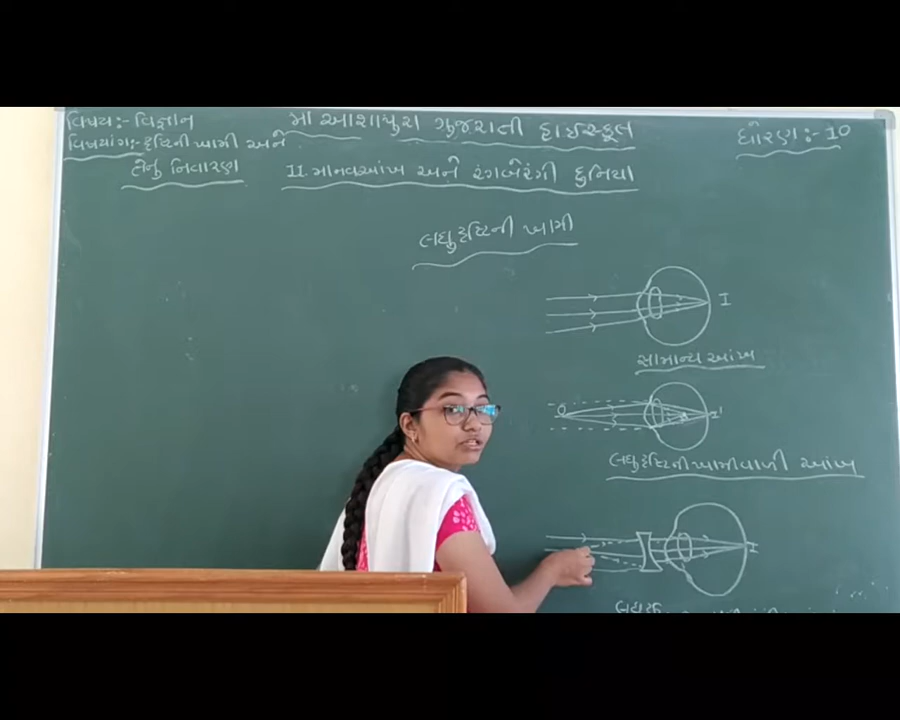 વિષય:- વિજ્ઞાન
મા આશાપુરા ગુજરાતી હાઈસ્કૂલ
ધોરણ:- 10
વિષયાંગ:- દૃષ્ટિની ખામી અને
તેનું નિવારણ
11. માનવઆંખ અને રંગબેરંગી દુનિયા
લઘુદૃષ્ટિની ખામી
I
સામાન્ય આંખ
O
I'
લઘુદૃષ્ટિની ખામીવાળી આંખ
I